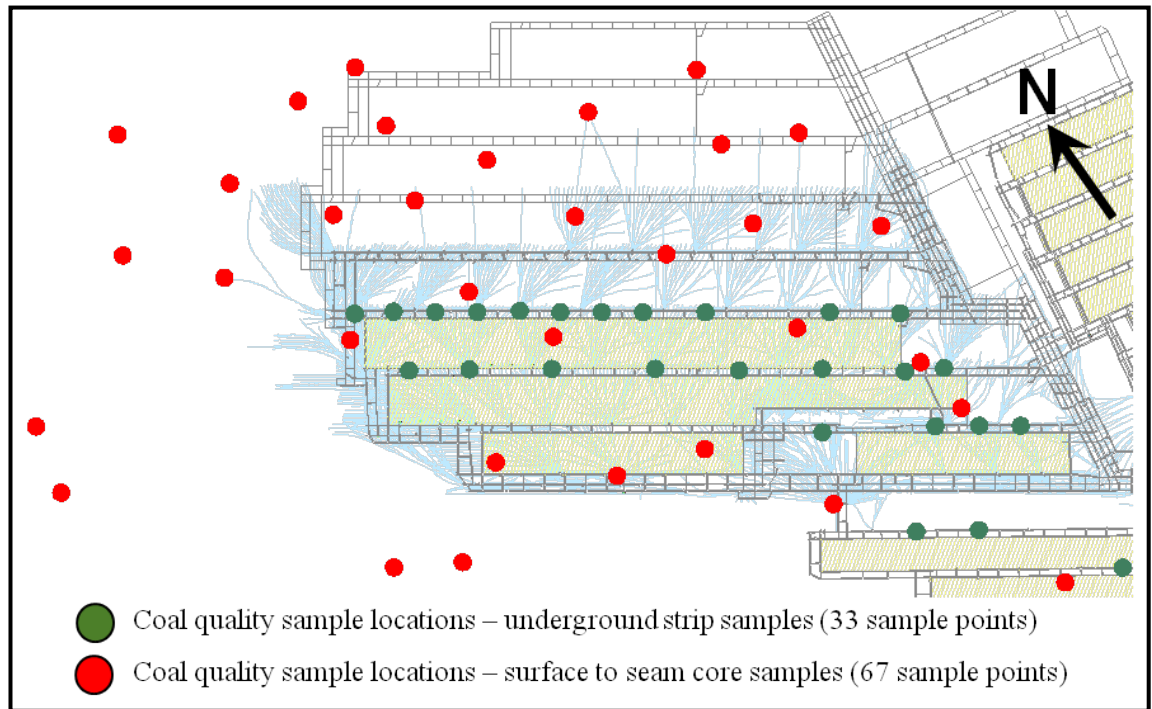 N
Coal quality sample locations – underground strip samples (33 sample points)
Coal quality sample locations – surface to seam core samples (67 sample points)